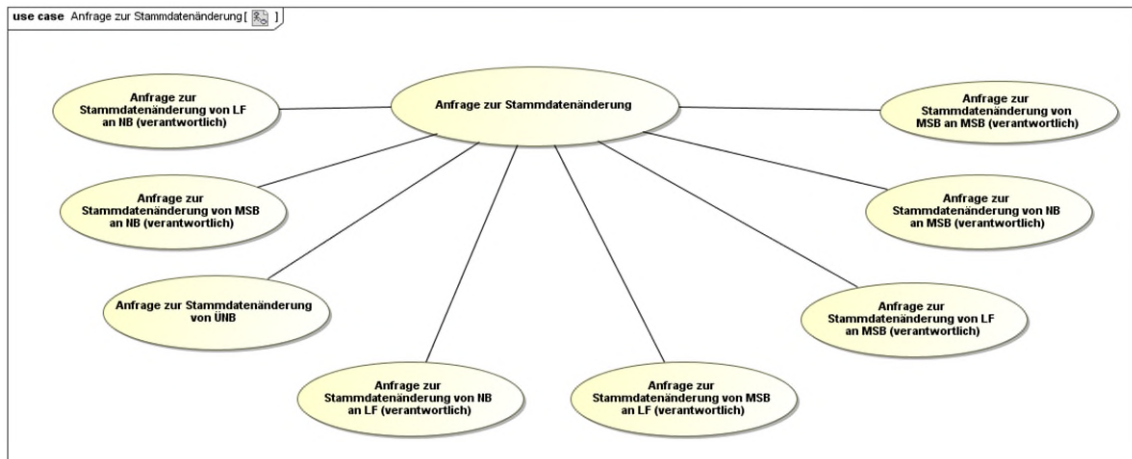 use case Anfrage zur Stammdatenänderung [ ]
Anfrage zur Stammdatenänderung
Anfrage zur
Stammdatenänderung von LF
an NB (verantwortlich)
Anfrage zur
Stammdatenänderung von
MSB an MSB (verantwortlich)
Anfrage zur
Stammdatenänderung von MSB
an NB (verantwortlich)
Anfrage zur
Stammdatenänderung von NB
an MSB (verantwortlich)
Anfrage zur Stammdatenänderung
von ÜNB
Anfrage zur
Stammdatenänderung von LF
an MSB (verantwortlich)
Anfrage zur
Stammdatenänderung von NB
an LF (verantwortlich)
Anfrage zur
Stammdatenänderung von MSB
an LF (verantwortlich)